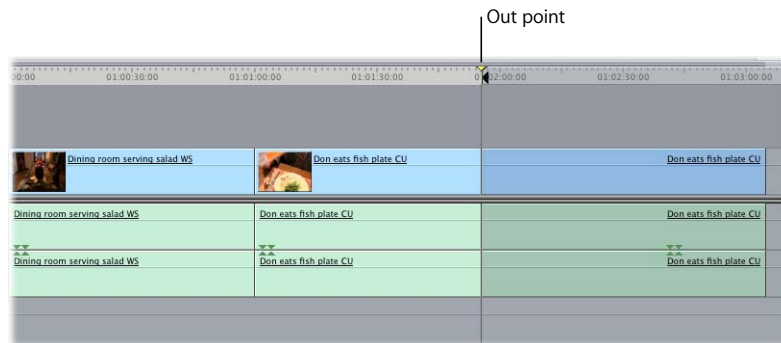 Out point
00:00 01:00:30:00 01:01:00:00 01:01:30:00 02:00:00 01:02:30:00 01:03:00:00
Dining room serving salad WS Don eats fish plate CU Don eats fish plate CU
Dining room serving salad WS Don eats fish plate CU Don eats fish plate CU
Dining room serving salad WS Don eats fish plate CU Don eats fish plate CU